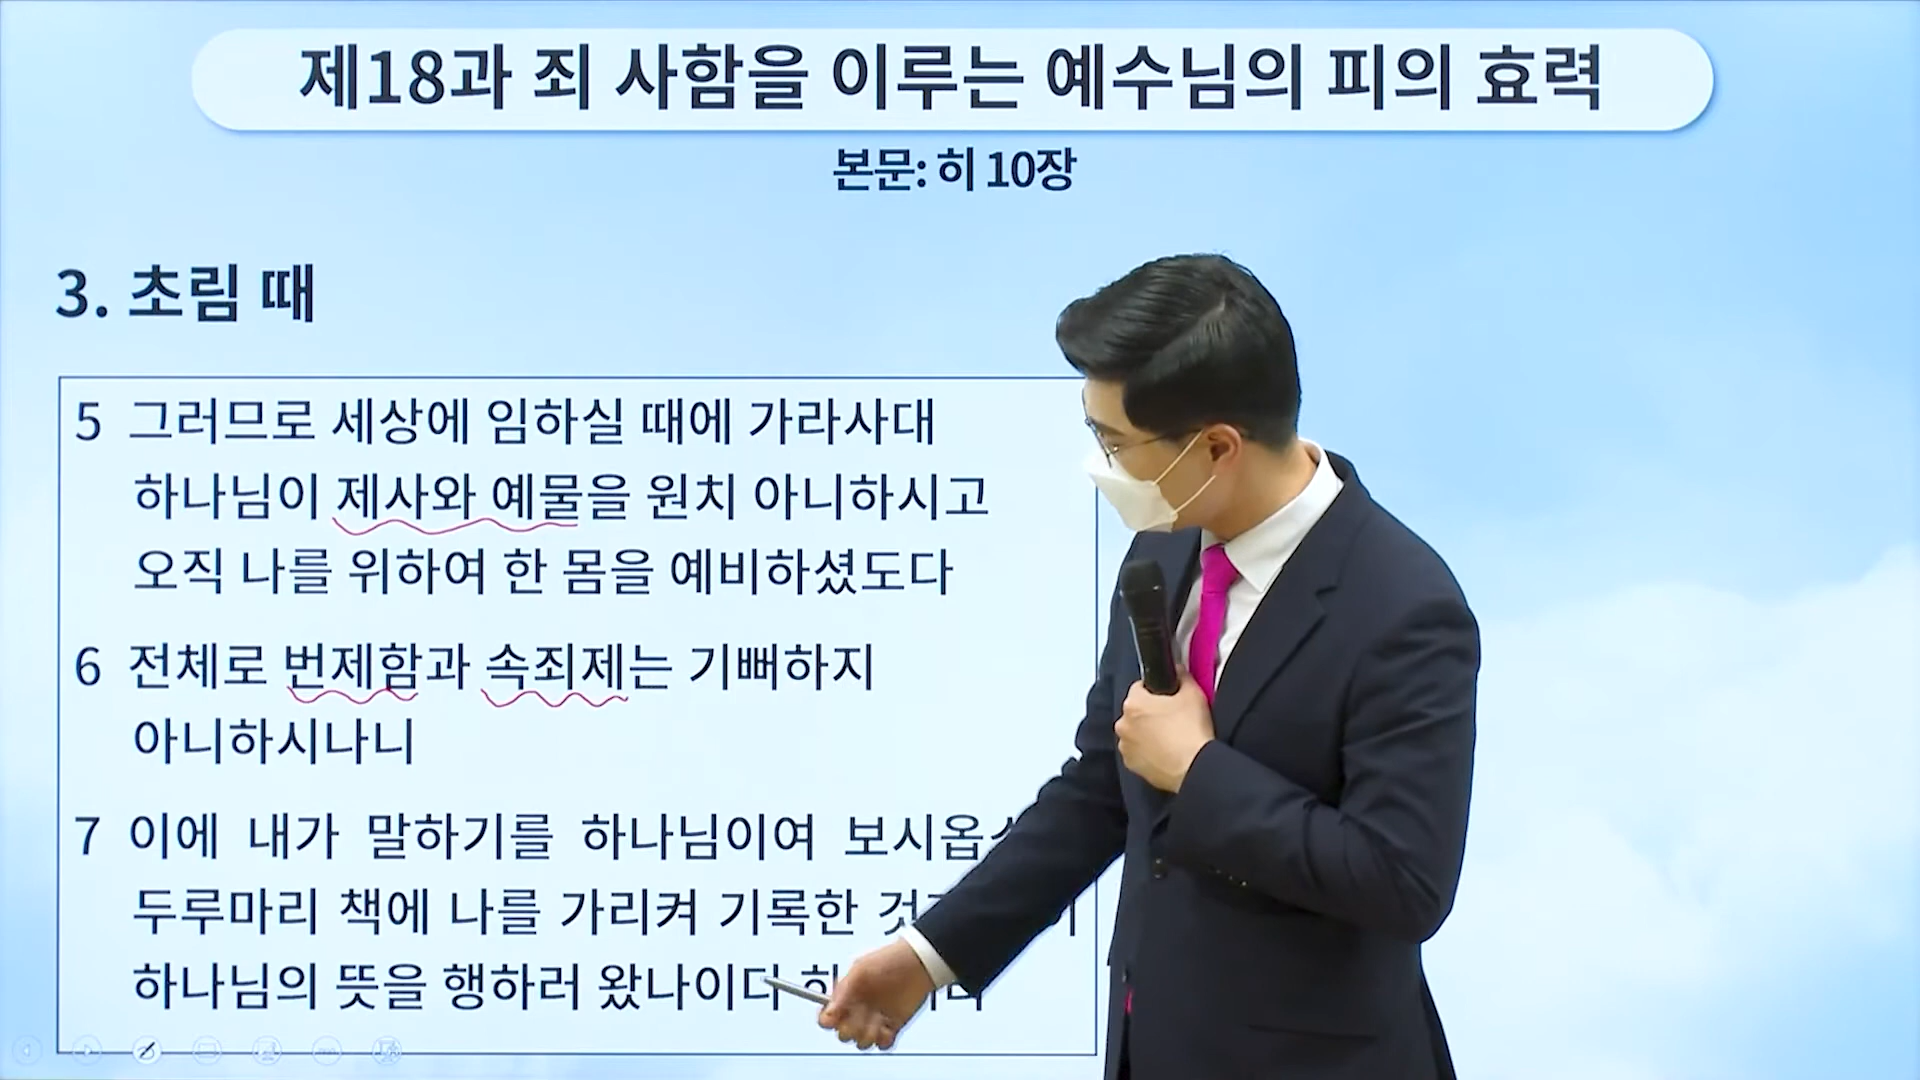 제18과 죄 사함을 이루는 예수님의 피의 효력
본문: 히 10장
3. 초림 때
5 그러므로 세상에 임하실 때에 가라사대
하나님이 제사와 예물을 원치 아니하시고
오직 나를 위하여 한 몸을 예비하셨도다
6 전체로 번제함과 속죄제는 기뻐하지
아니하시나니
7 이에 내가 말하기를 하나님이여 보시옵
두루마리 책에 나를 가리켜 기록한
하나님의 뜻을 행하러 왔나이다